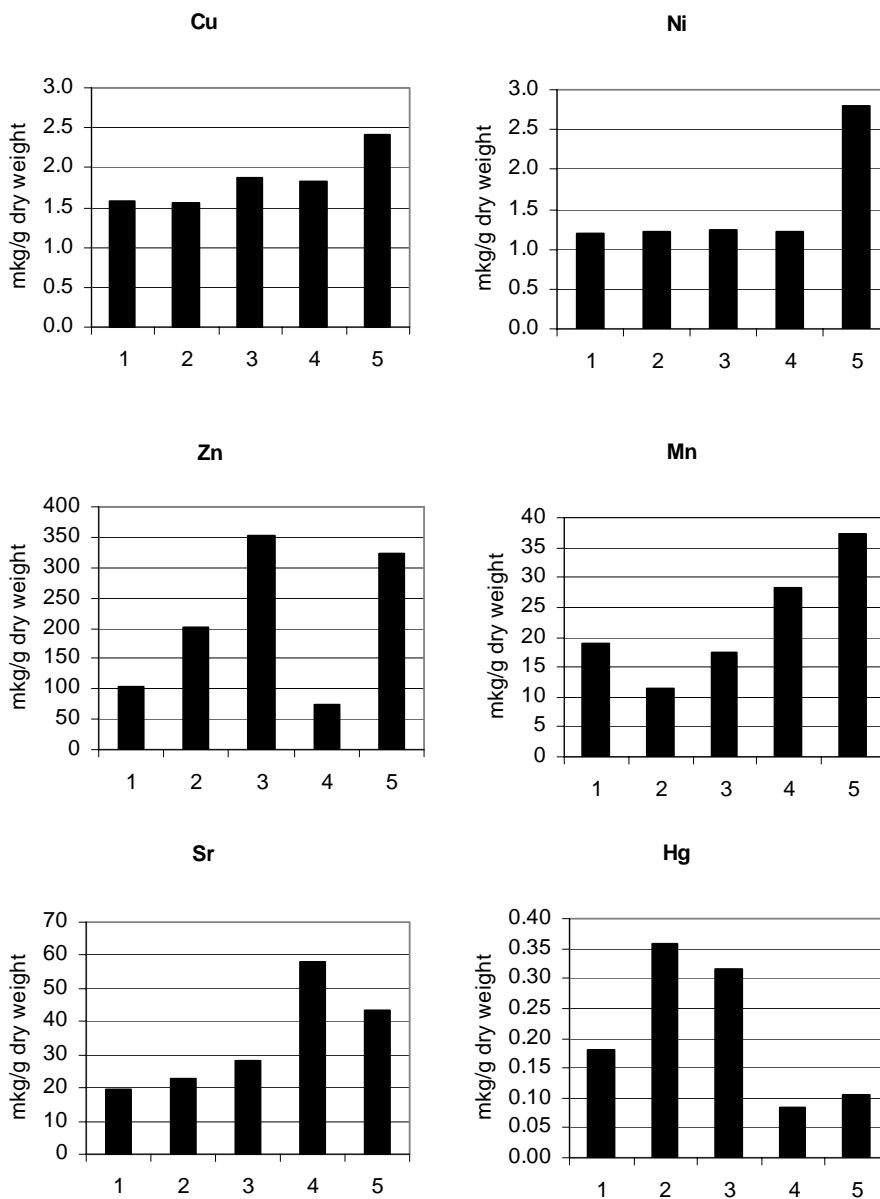 Cu
3.0
2.5
2.0
1.5
1.0
0.5
0.0
mkg/g dry weight
1 2 3 4 5
Ni
3.0
2.5
2.0
1.5
1.0
0.5
0.0
mkg/g dry weight
1 2 3 4 5
Zn
400
350
300
250
200
150
100
50
0
mkg/g dry weight
1 2 3 4 5
Mn
40
35
30
25
20
15
10
5
0
mkg/g dry weight
1 2 3 4 5
Sr
70
60
50
40
30
20
10
0
mkg/g dry weight
1 2 3 4 5
Hg
0.40
0.35
0.30
0.25
0.20
0.15
0.10
0.05
0.00
mkg/g dry weight
1 2 3 4 5